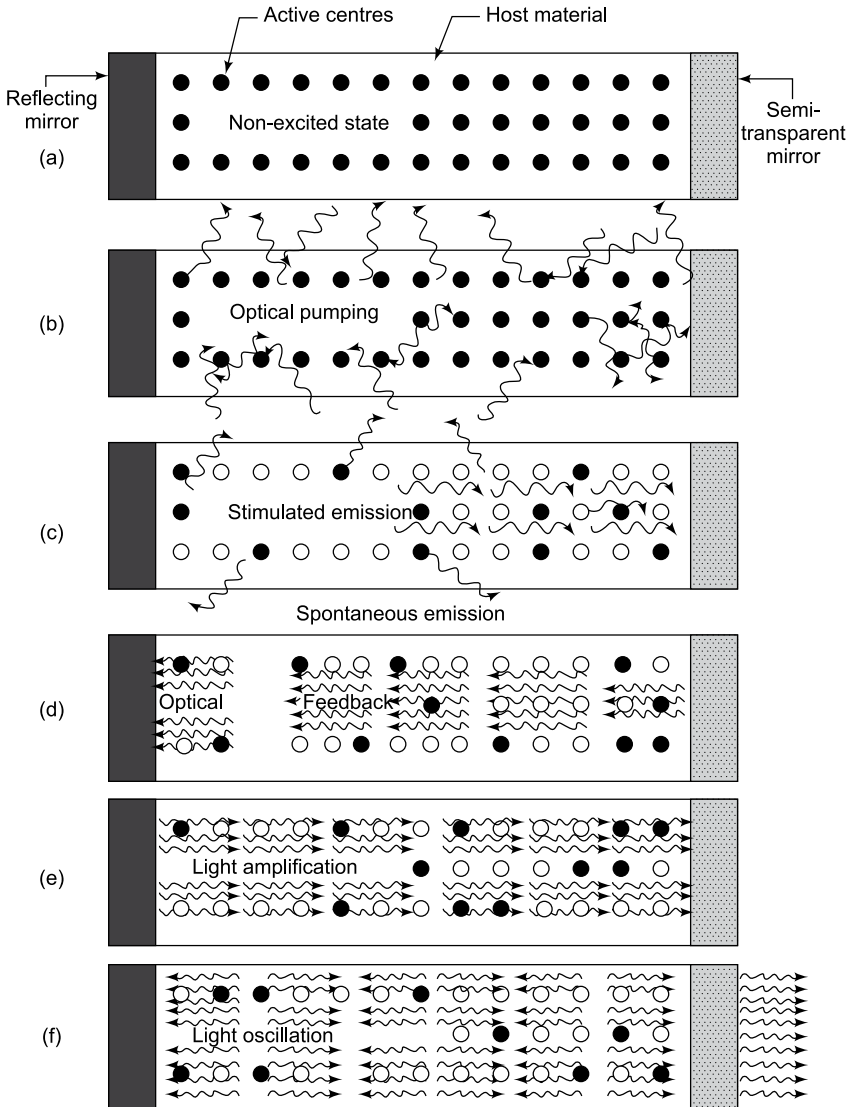 Active centres
Host material
Reflecting
mirror
Semi-
transparent
mirror
Non-excited state
(a)
Optical pumping
(b)
Stimulated emission
(c)
Spontaneous emission
Optical Feedback
(d)
Light amplification
(e)
Light oscillation
(f)